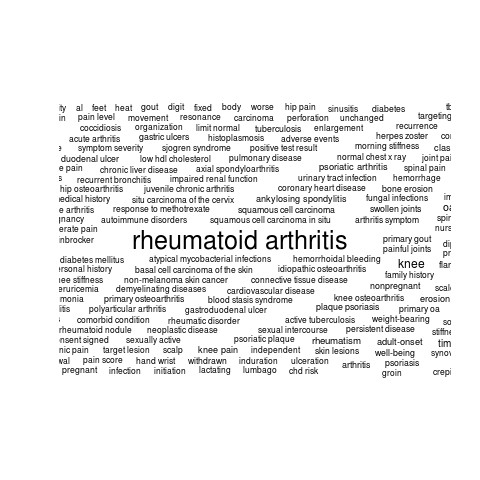 al feet heat gout digit fixed body worse hip pain sinusitis diabetes
pain level movement resonance carcinoma perforation unchanged targeting
coccidiosis organization limit normal tuberculosis enlargement recurrence
acute arthritis gastric ulcers histoplasmosis adverse events herpes zoster
symptom severity sjogren syndrome positive test result morning stiffness
duodenal ulcer low hdl cholesterol pulmonary disease normal chest x ray joint pai
e pain chronic liver disease axial spondyloarthritis psoriatic arthritis spinal pain
recurrent bronchitis impaired renal function urinary tract infection hemorrhage
hip osteoarthritis juvenile chronic arthritis coronary heart disease bone erosion
edical history situ carcinoma of the cervix ankylosing spondylitis fungal infections
e arthritis response to methotrexate squamous cell carcinoma swollen joints
gnancy autoimmune disorders squamous cell carcinoma in situ arthritis symptom
erate pain
inbrocker rheumatoid arthritis primary gout
painful joints
diabetes mellitus atypical mycobacterial infections hemorrhoidal bleeding
ersonal history basal cell carcinoma of the skin idiopathic osteoarthritis knee
family history
ee stiffness non-melanoma skin cancer connective tissue disease
eruricemia demyelinating diseases cardiovascular disease nonpregnant
monia primary osteoarthritis blood stasis syndrome knee osteoarthritis erosion
itis polyarticular arthritis gastroduodenal ulcer plaque psoriasis primary oa
comorbid condition rheumatic disorder active tuberculosis weight-bearing
rheumatoid nodule neoplastic disease sexual intercourse persistent disease
nsent signed sexually active psoriatic plaque rheumatism adult-onset
nic pain target lesion scalp knee pain independent skin lesions well-being
wal pain score hand wrist withdrawn induration ulceration arthritis psoriasis
pregnant infection initiation lactating lumbago chd risk groin